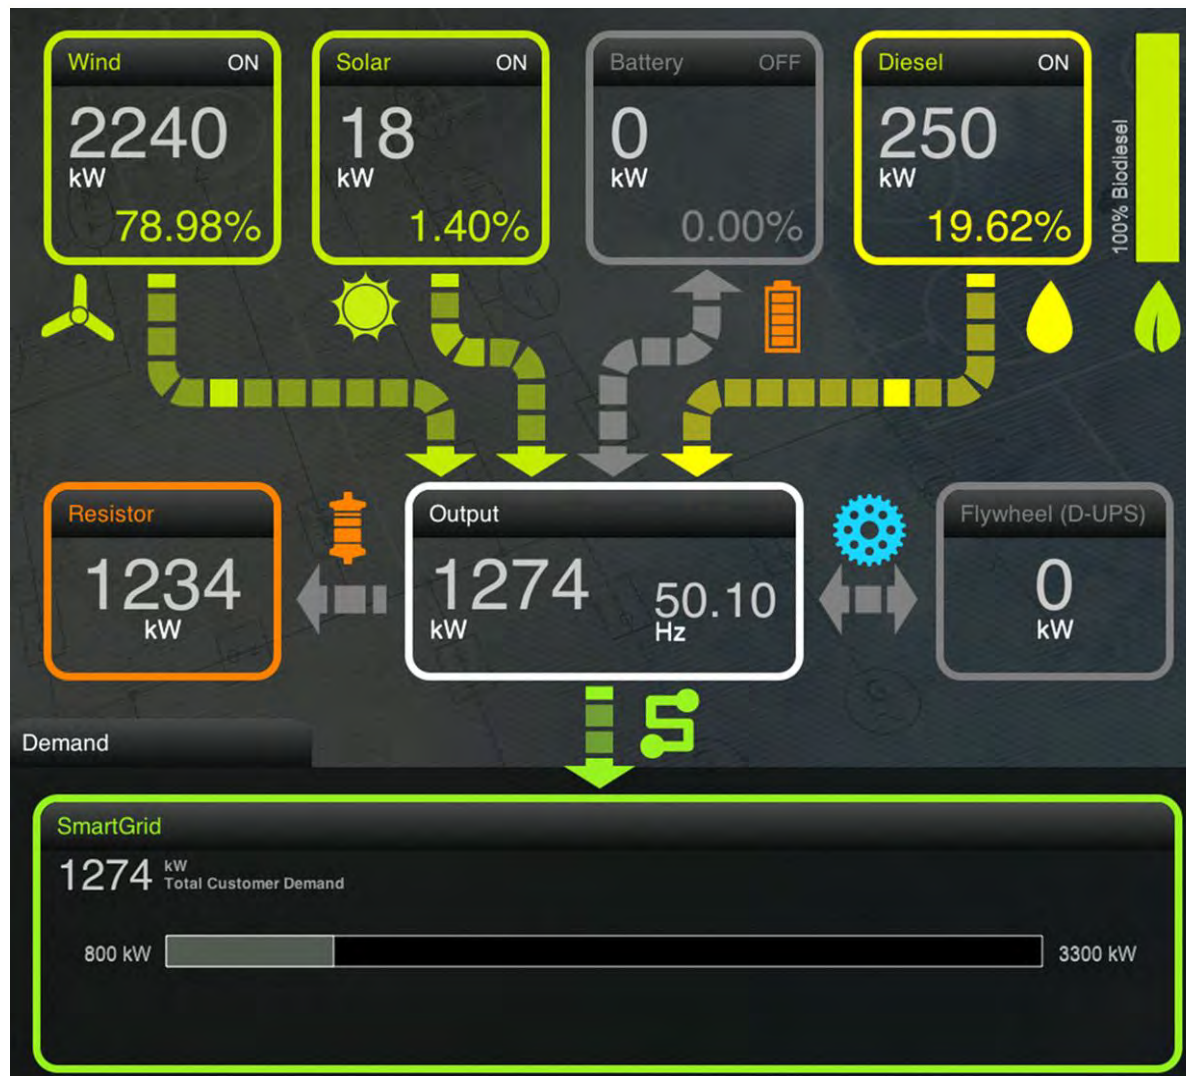 Wind ON
2240
kW
78.98%
Solar ON
18
kW
1.40%
Battery OFF
0
kW
0.00%
Diesel ON
250
kW
19.62%
100% Biodiesel
Resistor
1234
kW
Output
1274
kW
50.10
Hz
Flywheel (D-UPS)
0
kW
Demand
SmartGrid
1274 kW
Total Customer Demand
800 kW
3300 kW